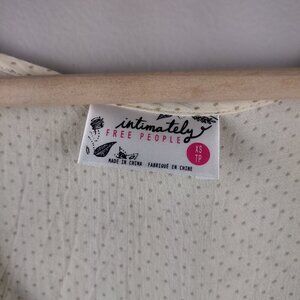 intimately
FREE PEOPLE
XS
TP
MADE IN CHINA FABRIQUÉ EN CHINE